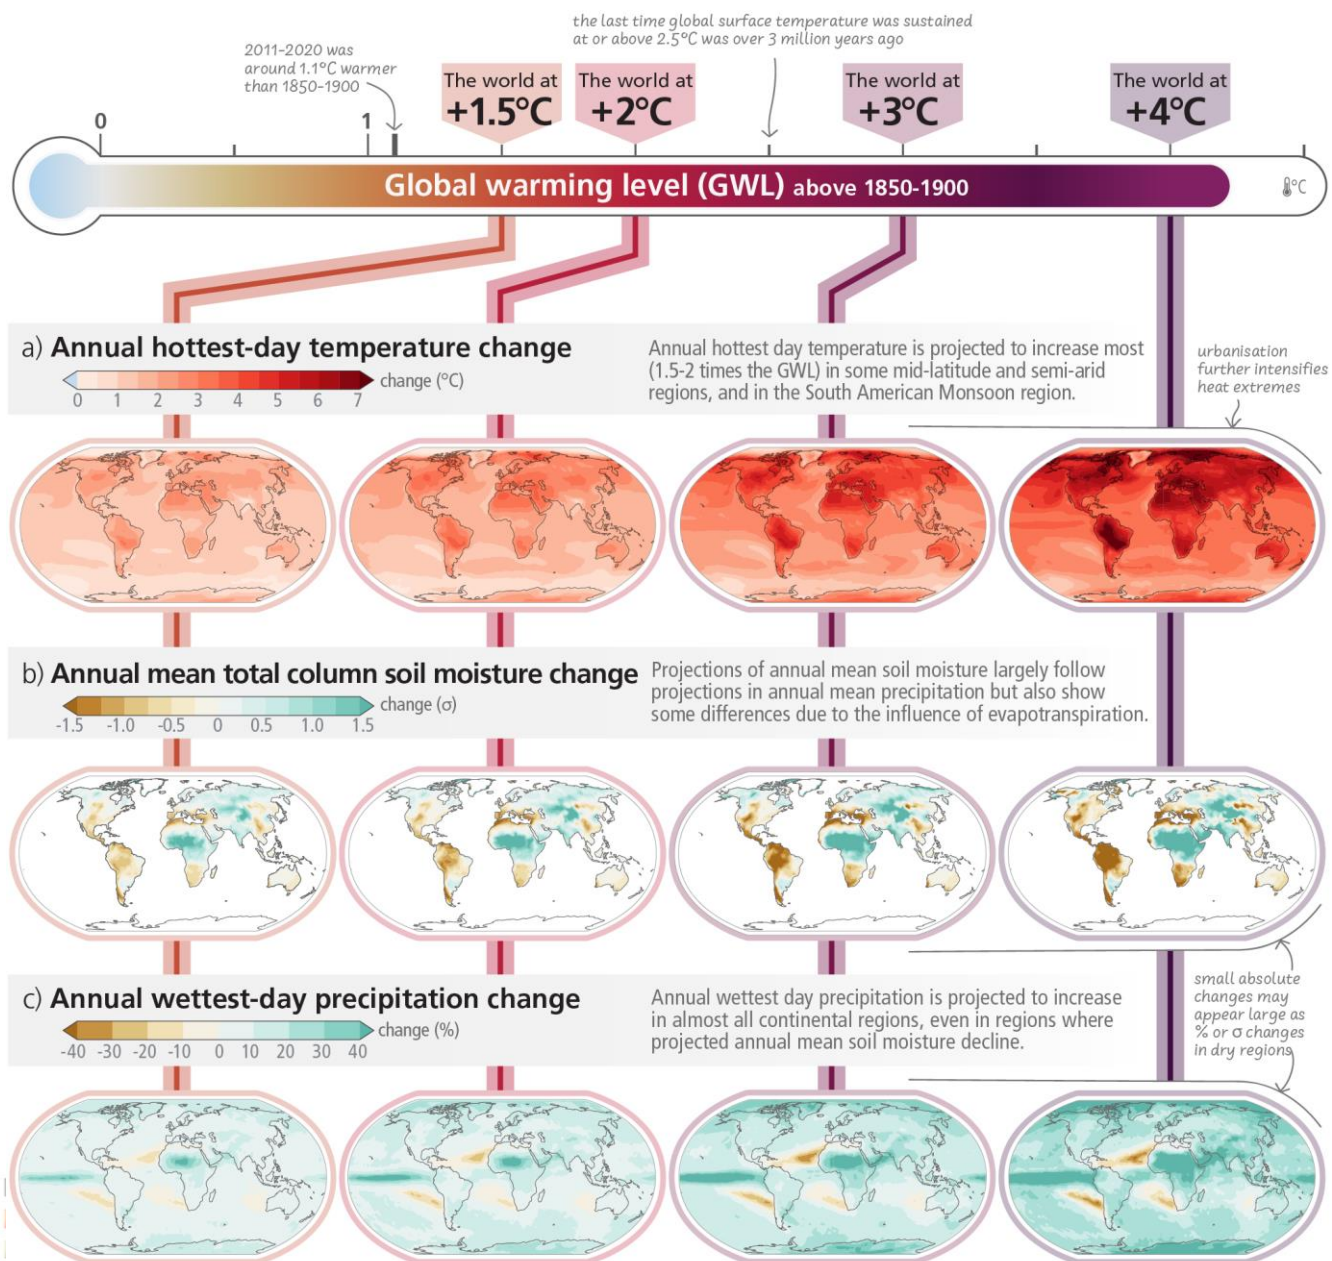 the last time global surface temperature was sustained
at or above 2.5°C was over 3 million years ago
2011-2020 was
around 1.1°C warmer
than 1850-1900
The world at
+1.5°C
The world at
+2°C
The world at
+3°C
The world at
+4°C
0
1
Global warming level (GWL) above 1850-1900
°C
a) Annual hottest-day temperature change
change (°C)
0 1 2 3 4 5 6 7
Annual hottest day temperature is projected to increase most
(1.5-2 times the GWL) in some mid-latitude and semi-arid
regions, and in the South American Monsoon region.
urbanisation
further intensifies
heat extremes
b) Annual mean total column soil moisture change
change (σ)
-1.5 -1.0 -0.5 0 0.5 1.0 1.5
Projections of annual mean soil moisture largely follow
projections in annual mean precipitation but also show
some differences due to the influence of evapotranspiration.
c) Annual wettest-day precipitation change
change (%)
-40 -30 -20 -10 0 10 20 30 40
Annual wettest day precipitation is projected to increase
in almost all continental regions, even in regions where
projected annual mean soil moisture decline.
small absolute
changes may
appear large as
% or σ changes
in dry regions